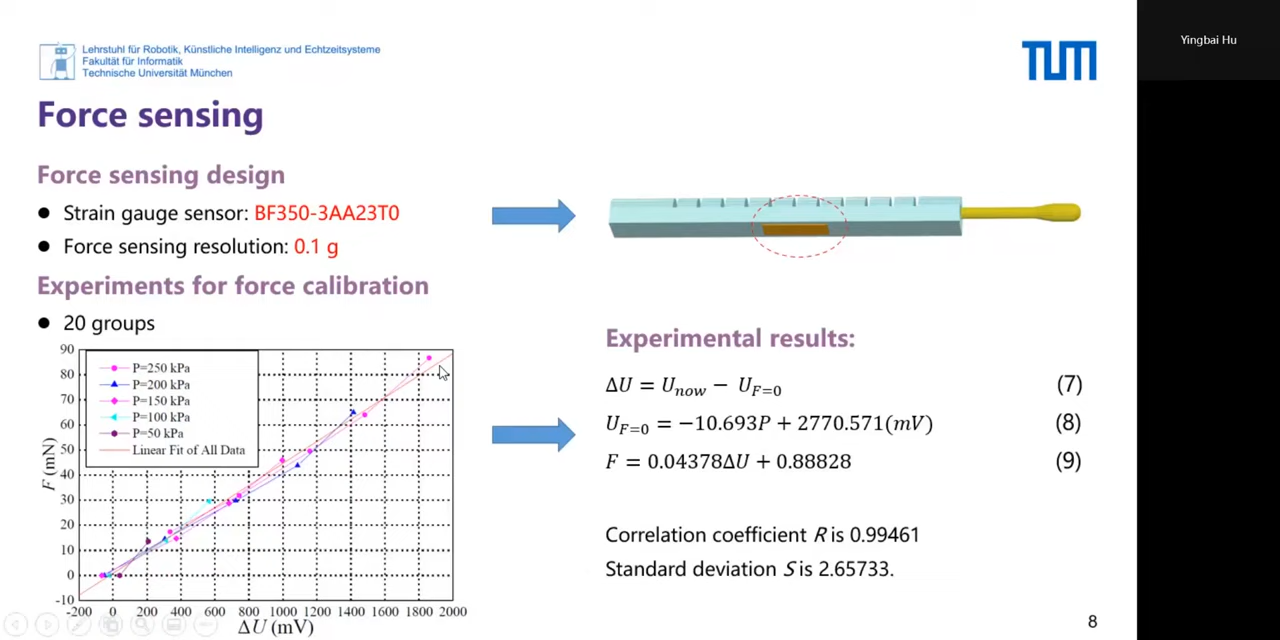 Lehrstuhl für Robotik, Künstliche Intelligenz und Echtzeitsysteme
Fakultät für Informatik
Technische Universität München
TUM
Yingbai Hu
Force sensing
Force sensing design
● Strain gauge sensor: BF350-3AA23T0
● Force sensing resolution: 0.1 g
Experiments for force calibration
● 20 groups
90
80
70
60
50
40
30
20
10
0
-10
F (mN)
P=250 kPa
P=200 kPa
P=150 kPa
P=100 kPa
P=50 kPa
Linear Fit of All Data
-200 0 200 400 600 800 1000 1200 1400 1600 1800 2000
ΔU (mV)
Experimental results:
ΔU = U_now − U_F=0 (7)
U_F=0 = −10.693P + 2770.571(mV) (8)
F = 0.04378ΔU + 0.88828 (9)
Correlation coefficient R is 0.99461
Standard deviation S is 2.65733.
8